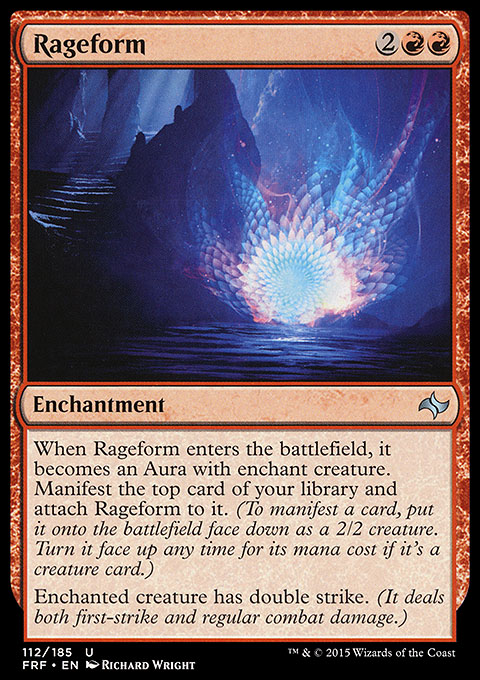 Rageform 2
Enchantment
When Rageform enters the battlefield, it
becomes an Aura with enchant creature.
Manifest the top card of your library and
attach Rageform to it. (To manifest a card, put
it onto the battlefield face down as a 2/2 creature.
Turn it face up any time for its mana cost if it's a
creature card.)
Enchanted creature has double strike. (It deals
both first-strike and regular combat damage.)
112/185 U
FRF • EN Richard Wright ™ & © 2015 Wizards of the Coast